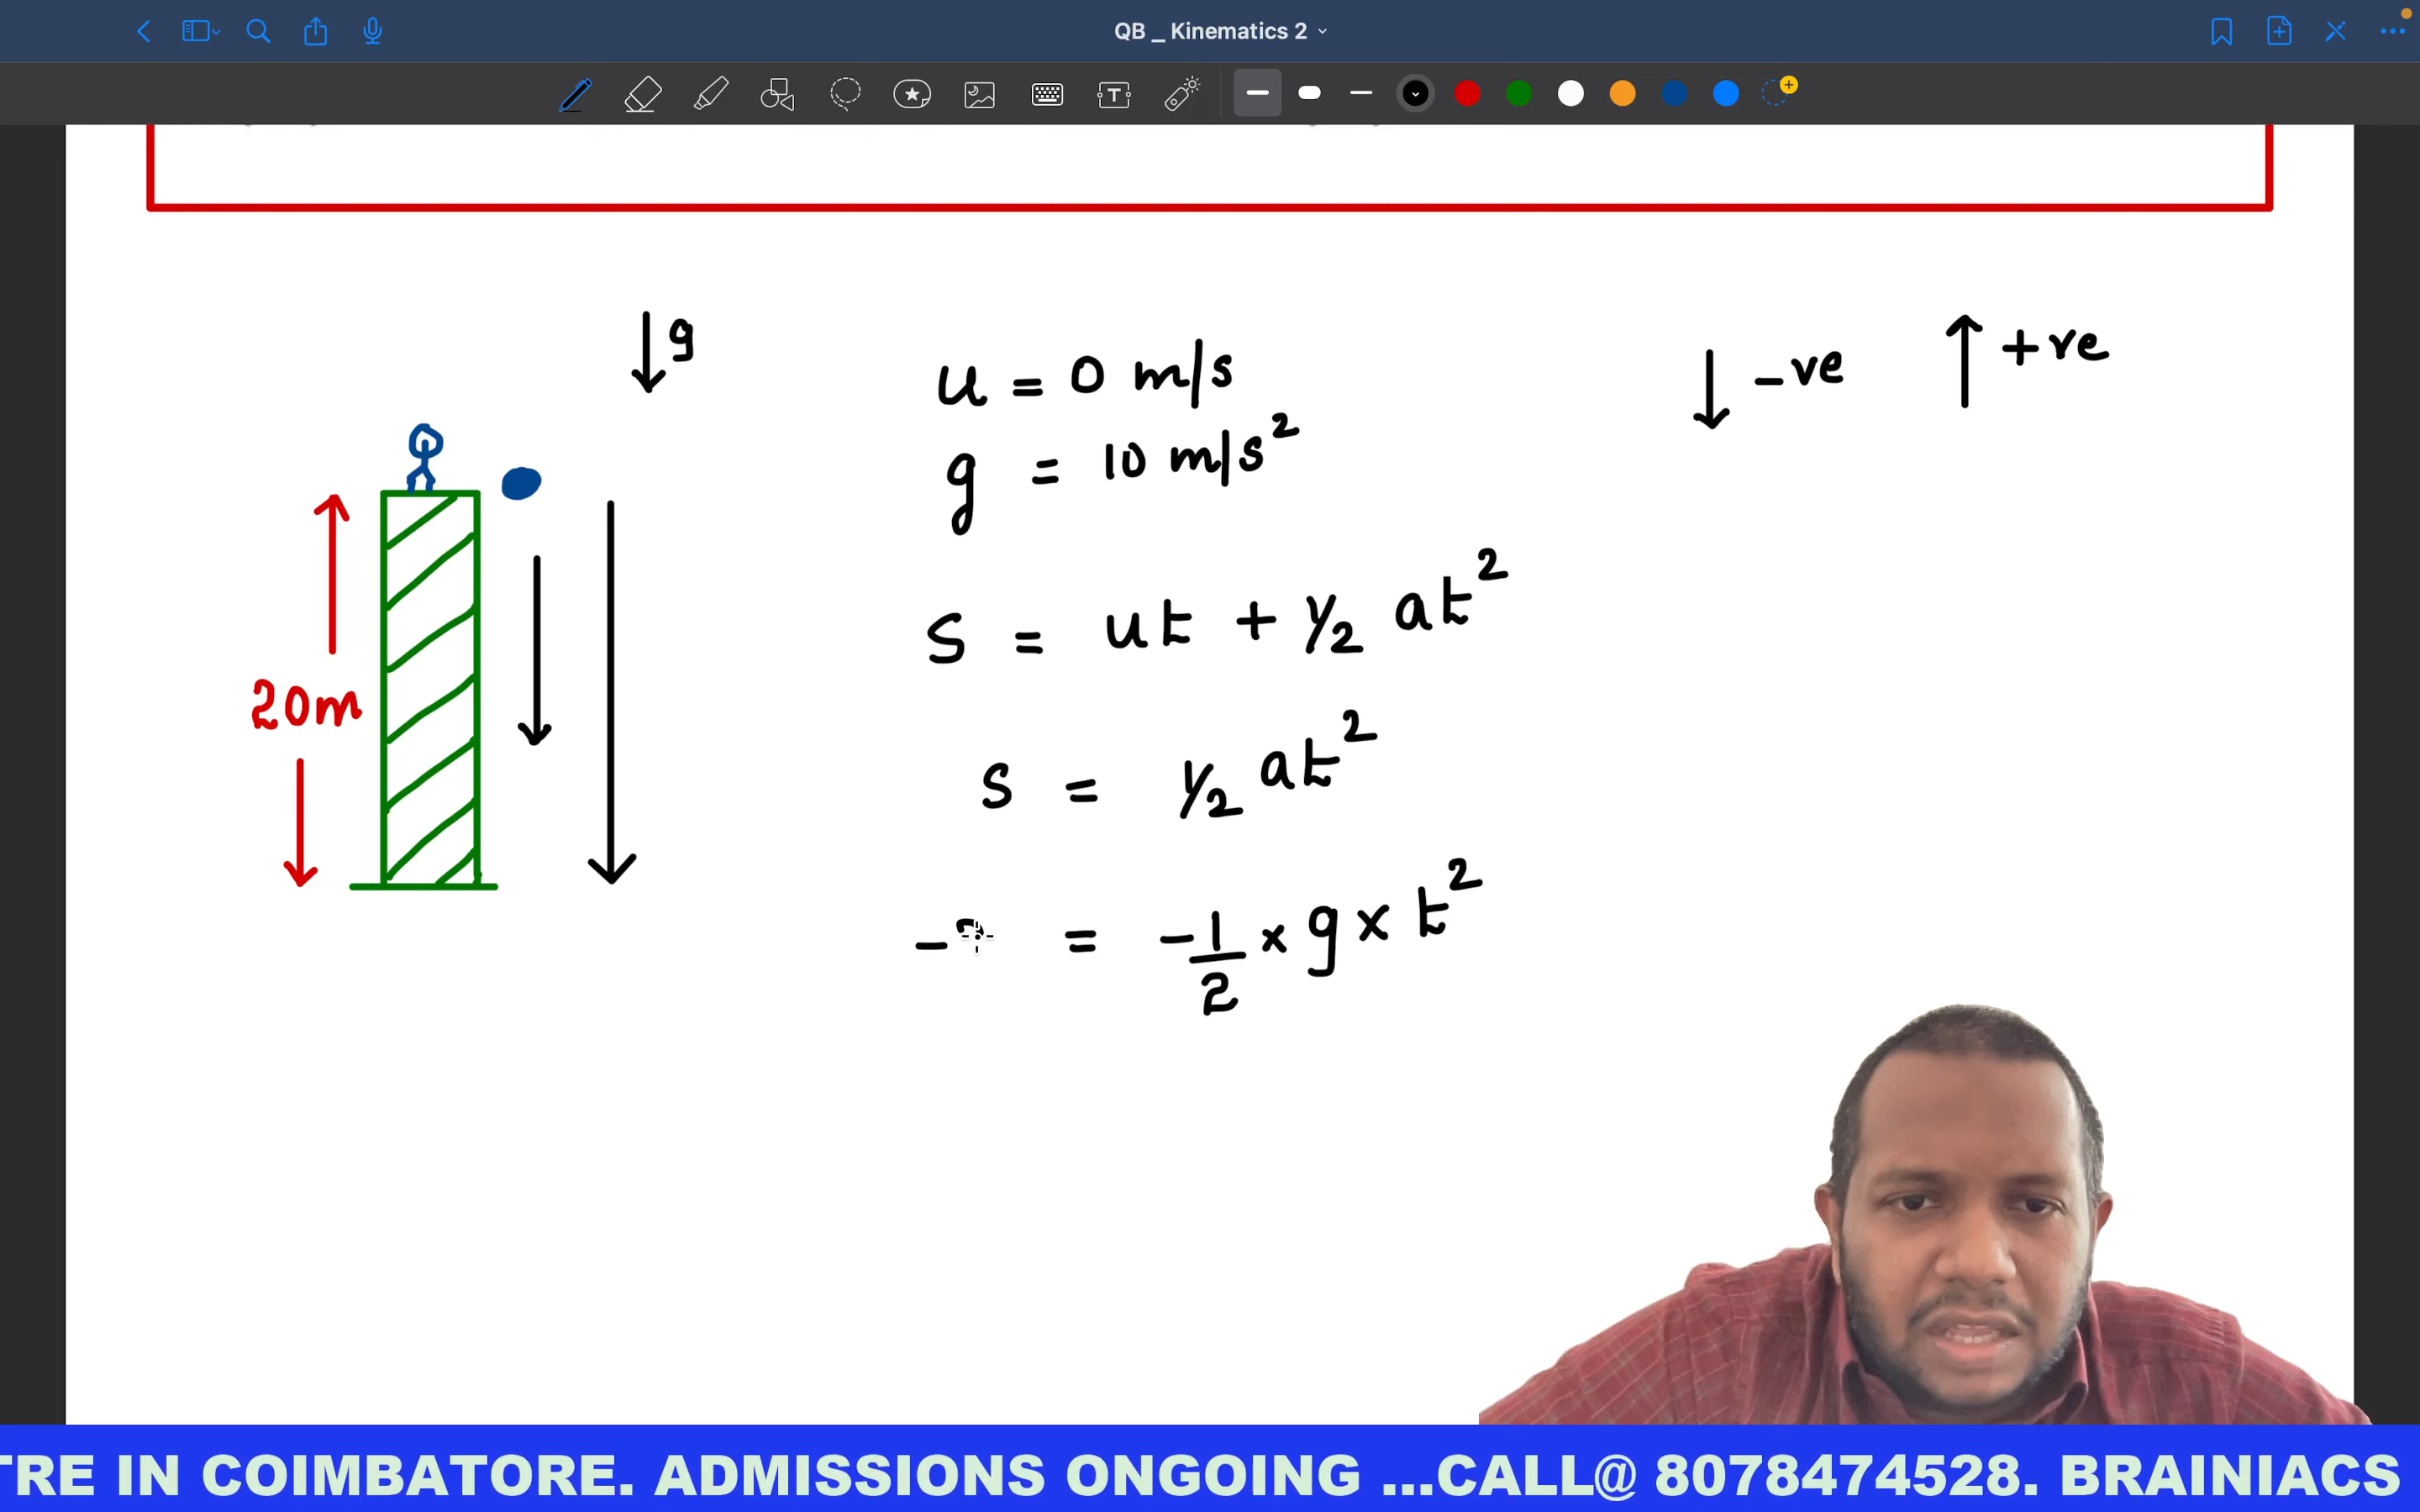 QB _ Kinematics 2
↓g
u = 0 m/s
↓ -ve ↑ +ve
g = 10 m/s²
s = ut + 1/2 at²
20m
s = 1/2 at²
= -1/2 × g × t²
TRE IN COIMBATORE. ADMISSIONS ONGOING ...CALL@ 8078474528. BRAINIACS